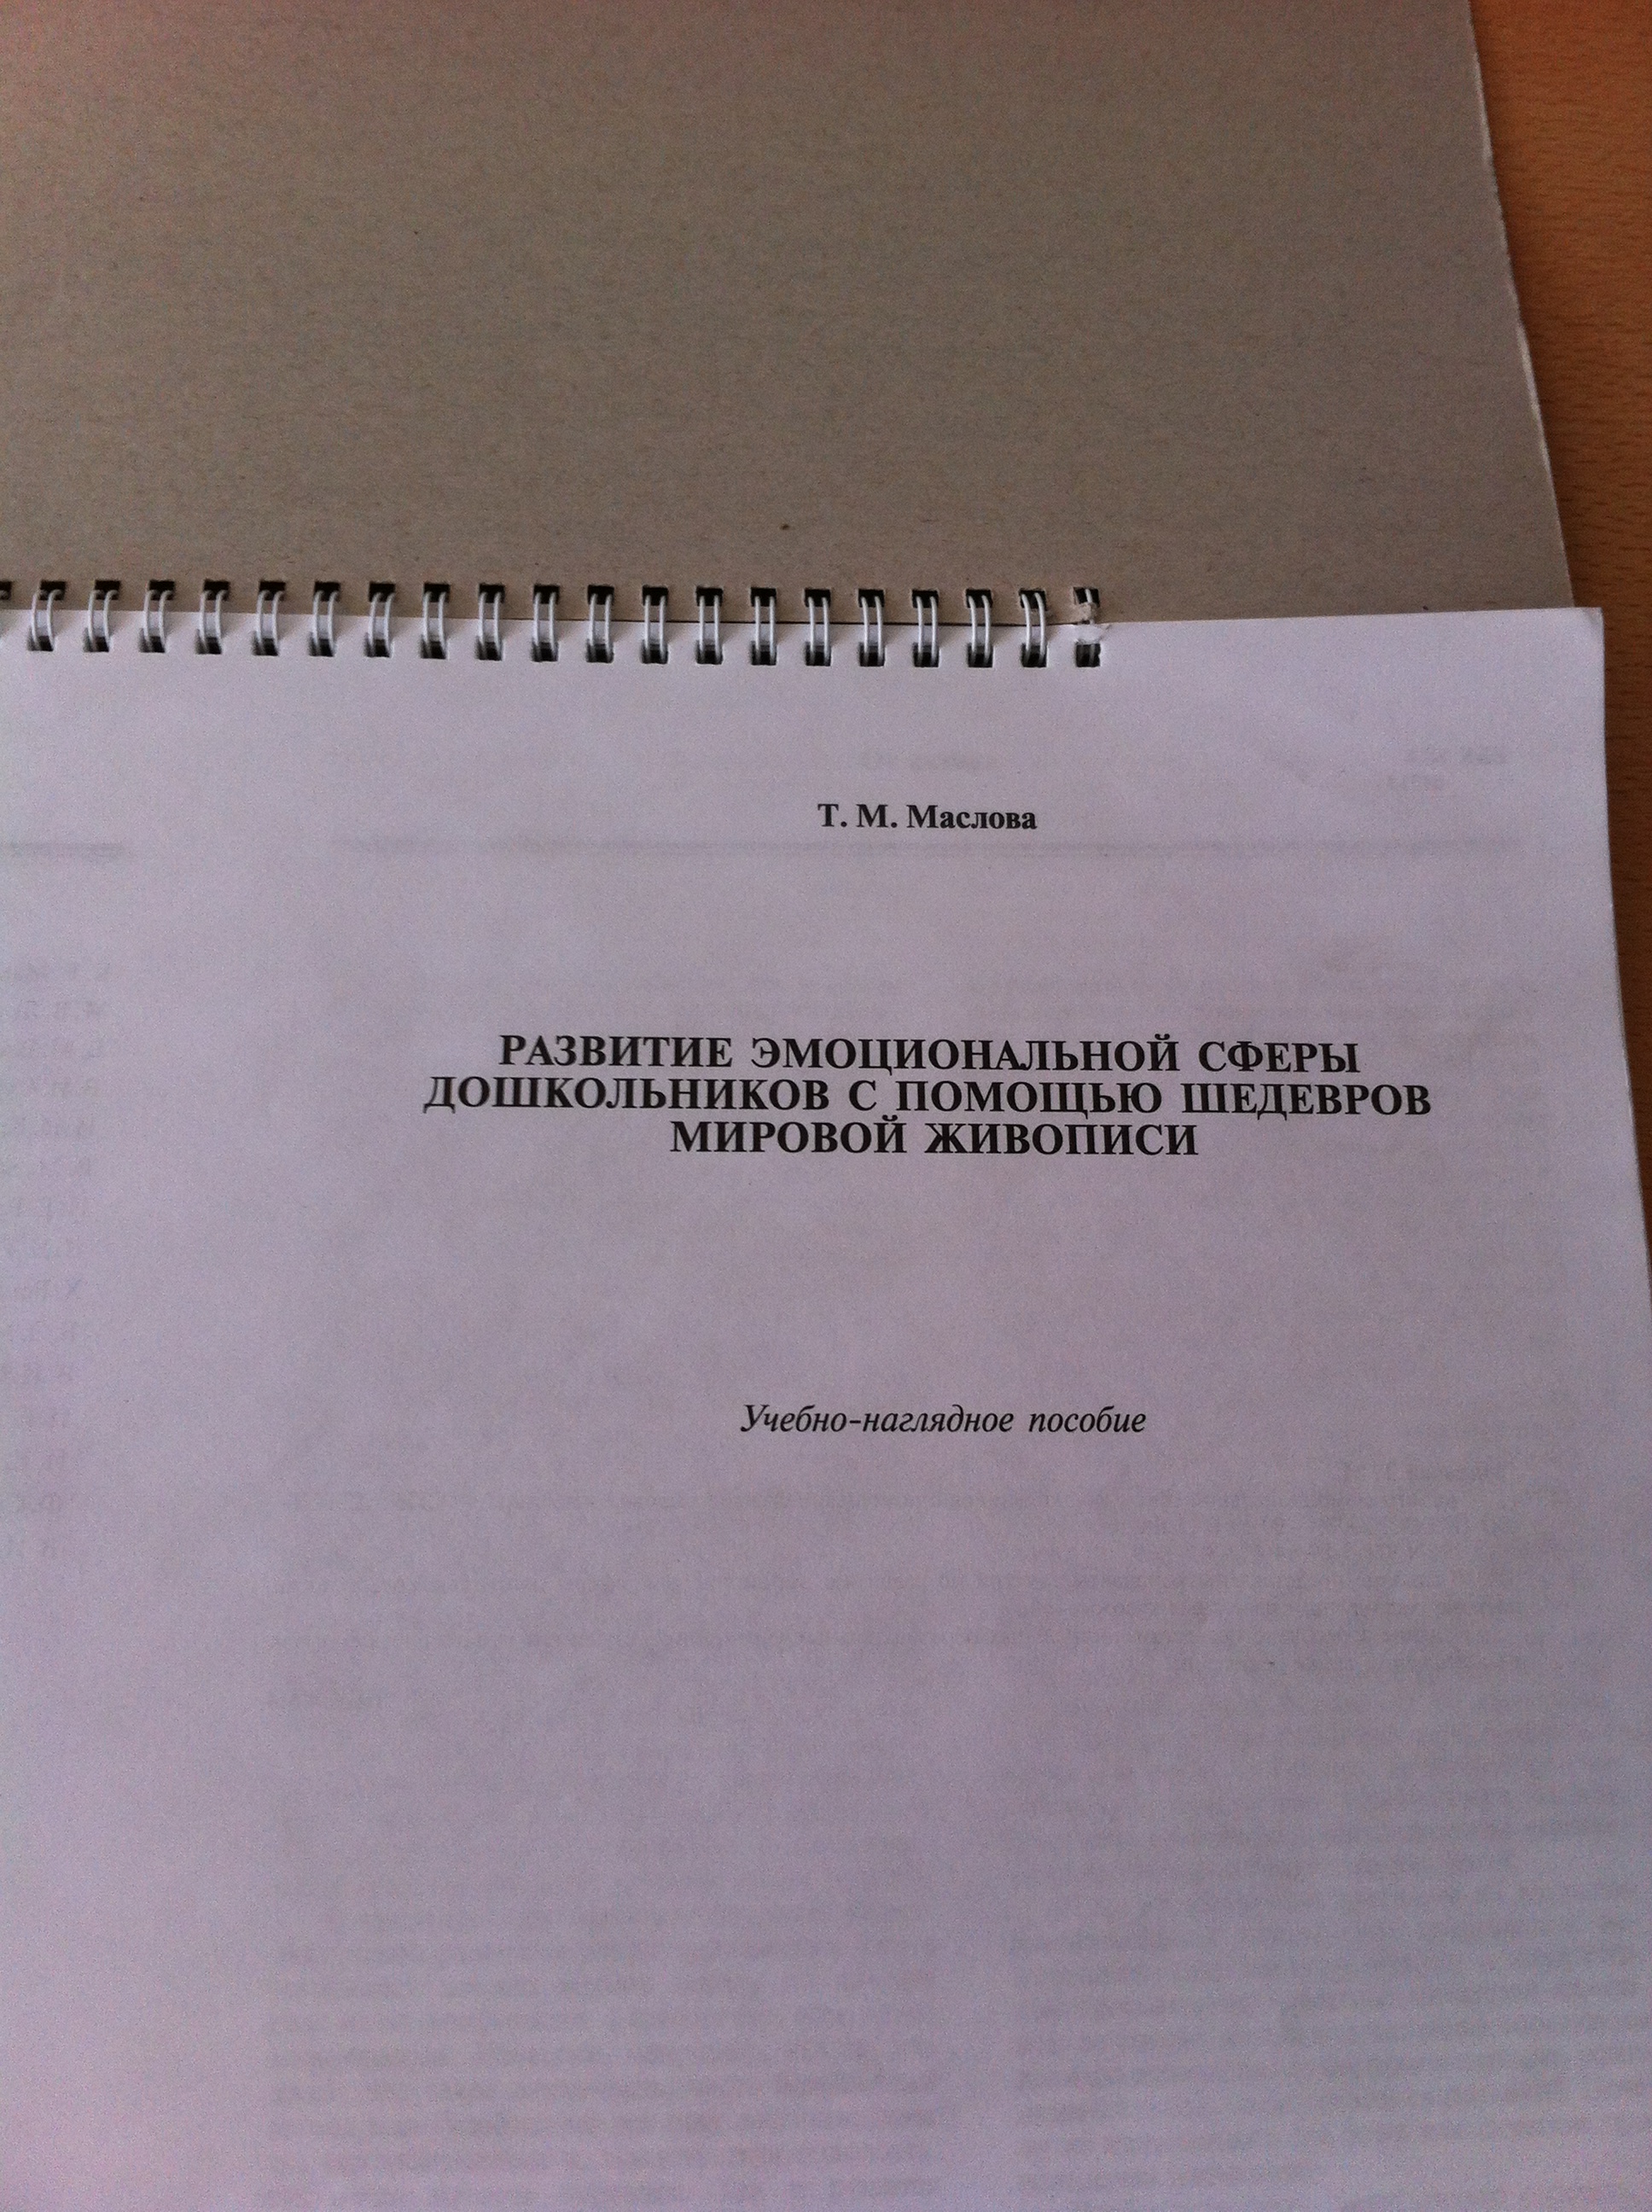 Т. М. Маслова
РАЗВИТИЕ ЭМОЦИОНАЛЬНОЙ СФЕРЫ
ДОШКОЛЬНИКОВ С ПОМОЩЬЮ ШЕДЕВРОВ
МИРОВОЙ ЖИВОПИСИ
Учебно-наглядное пособие